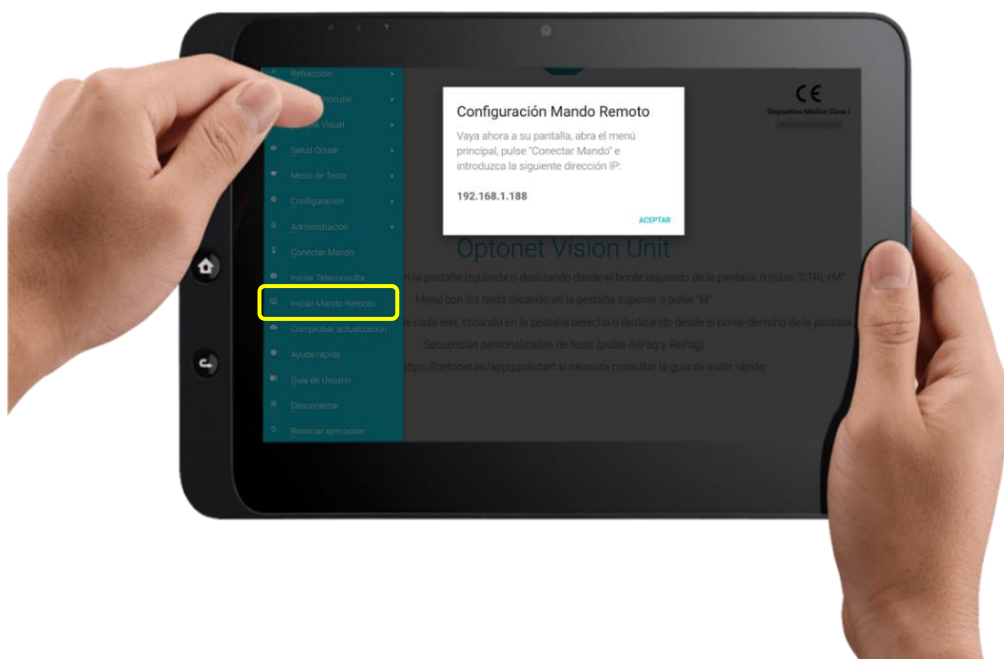 Refracción
Visual
Salud Ocular
Menú de Tests
Configuración
Administración
Conectar Mando
Iniciar Teleconsulta
Iniciar Mando Remoto
Comprobar actualización
Ayuda rápida
Guía de Usuario
Desconectar
Reiniciar aplicación
Configuración Mando Remoto
Vaya ahora a su pantalla, abra el menú
principal, pulse "Conectar Mando" e
introduzca la siguiente dirección IP:
192.168.1.188
ACEPTAR
CE
Dispositivo Médico Clase I
Optonet Vision Unit
en la pestaña izquierda o deslizando desde el borde izquierdo de la pantalla, o pulse "CTRL+M"
Menú con los tests clicando en la pestaña superior o pulse "M"
de cada test, clicando en la pestaña derecha o deslizando desde el borde derecho de la pantalla
Secuencias personalizadas de tests (pulse AvPag y RePag)
https://optonet.es/appquickstart si necesita consultar la guía de inicio rápido